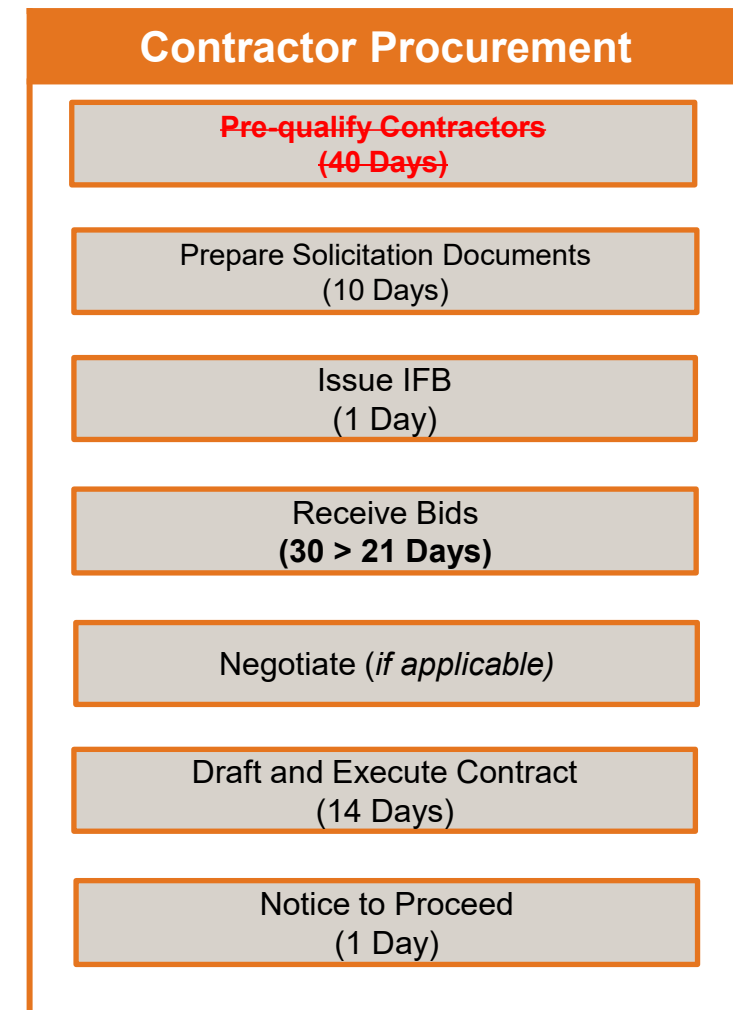 Contractor Procurement
Pre-qualify Contractors
(40 Days)
Prepare Solicitation Documents
(10 Days)
Issue IFB
(1 Day)
Receive Bids
(30 > 21 Days)
Negotiate (if applicable)
Draft and Execute Contract
(14 Days)
Notice to Proceed
(1 Day)